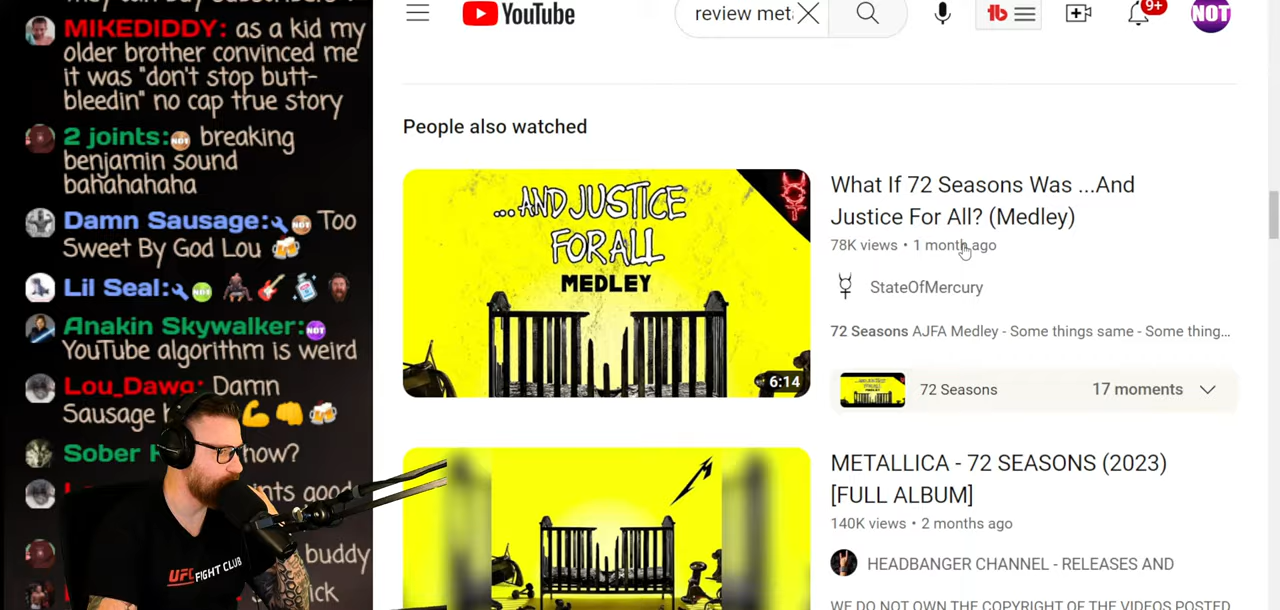 MIKEDIDDY: as a kid my
older brother convinced me
it was "don't stop butt-
bleedin" no cap true story
2 joints: NOT breaking
benjamin sound
bahahahaha
Damn Sausage: NOT Too
Sweet By God Lou
Lil Seal: NOT
Anakin Skywalker: NOT
YouTube algorithm is weird
Lou_Dawg: Damn
Sausage
Sober how?
good
buddy
UFC FIGHT CLUB
YouTube
review met
9+
NOT
People also watched
...AND JUSTICE
FOR ALL
MEDLEY
6:14
What If 72 Seasons Was ...And
Justice For All? (Medley)
78K views • 1 month ago
StateOfMercury
72 Seasons AJFA Medley - Some things same - Some thing...
72 Seasons 17 moments
METALLICA - 72 SEASONS (2023)
[FULL ALBUM]
140K views • 2 months ago
HEADBANGER CHANNEL - RELEASES AND
WE DO NOT OWN THE COPYRIGHT OF THE VIDEOS POSTED